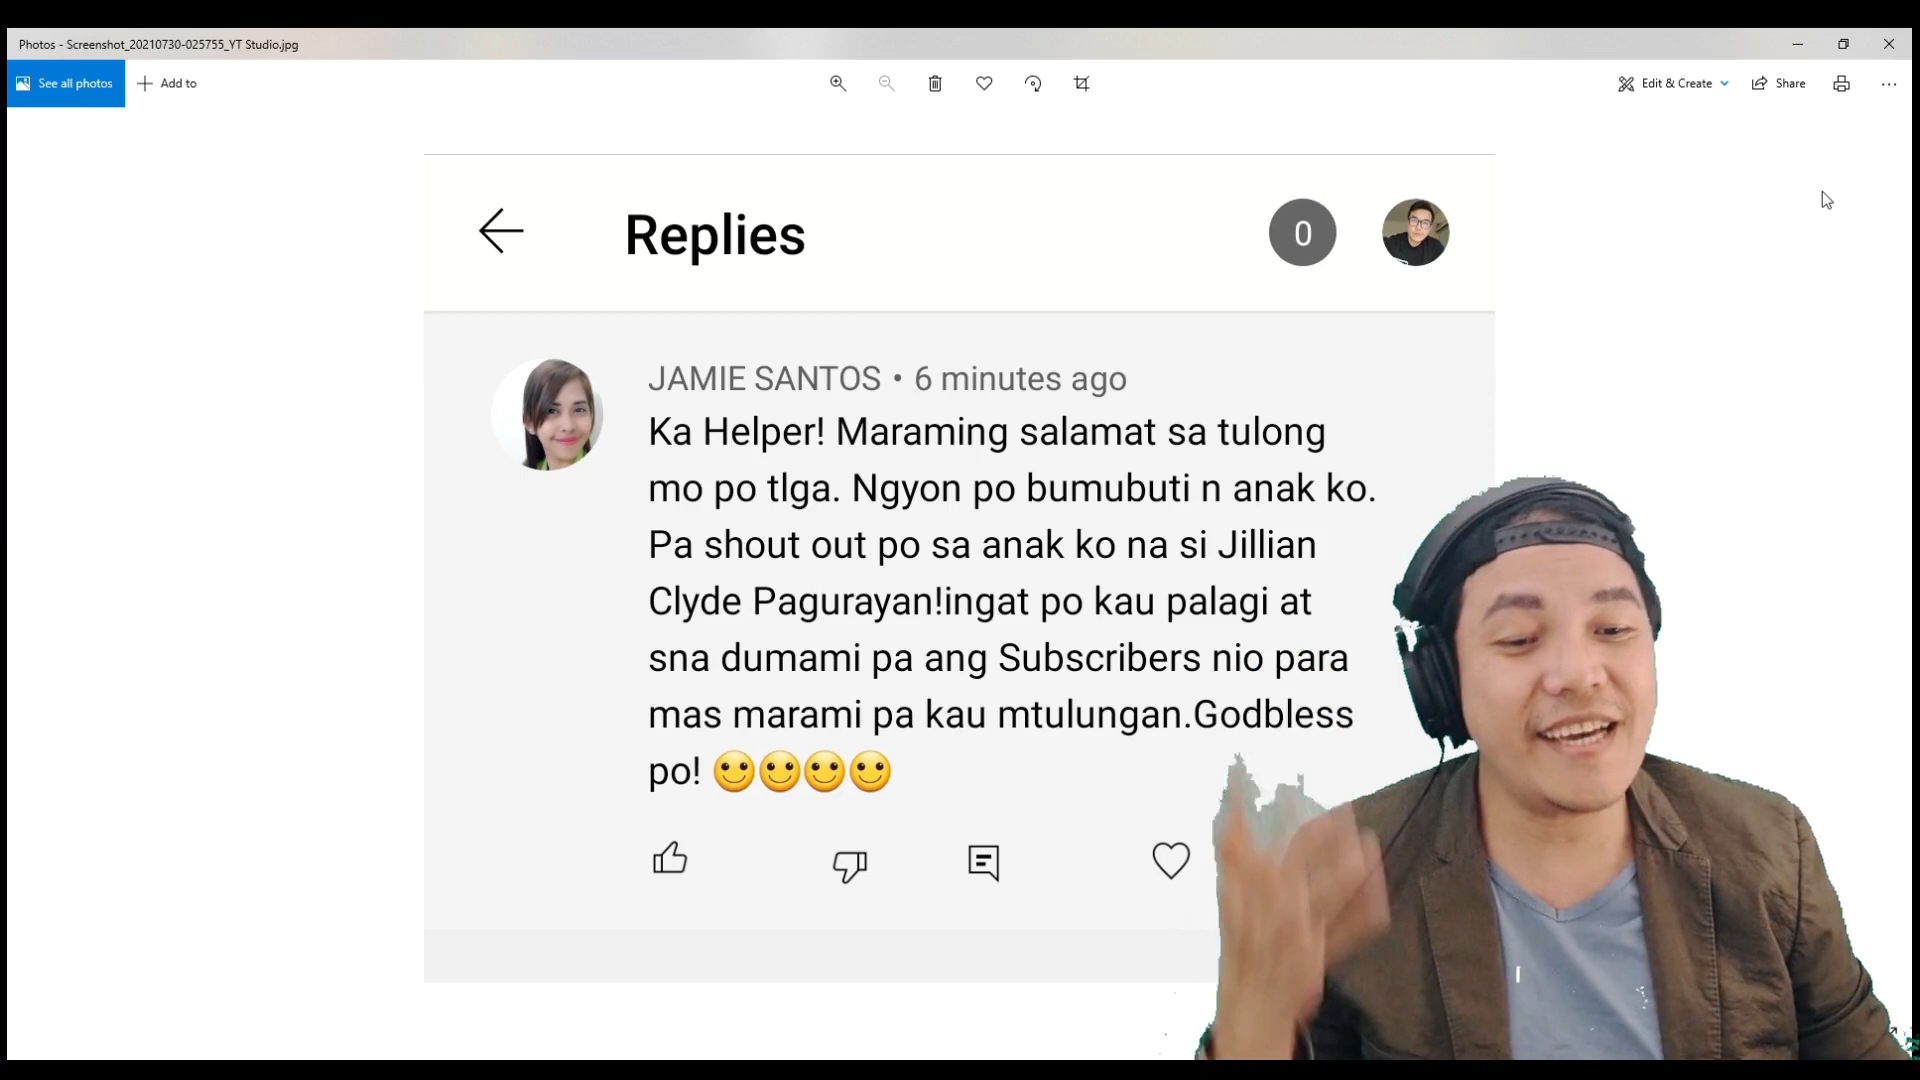 Photos - Screenshot_20210730-025755_YT Studio.jpg
See all photos
Add to
Edit & Create
Share
Replies
0
JAMIE SANTOS • 6 minutes ago
Ka Helper! Maraming salamat sa tulong
mo po tlga. Ngyon po bumubuti n anak ko.
Pa shout out po sa anak ko na si Jillian
Clyde Pagurayan!ingat po kau palagi at
sna dumami pa ang Subscribers nio para
mas marami pa kau mtulungan.Godbless
po! 🙂🙂🙂🙂